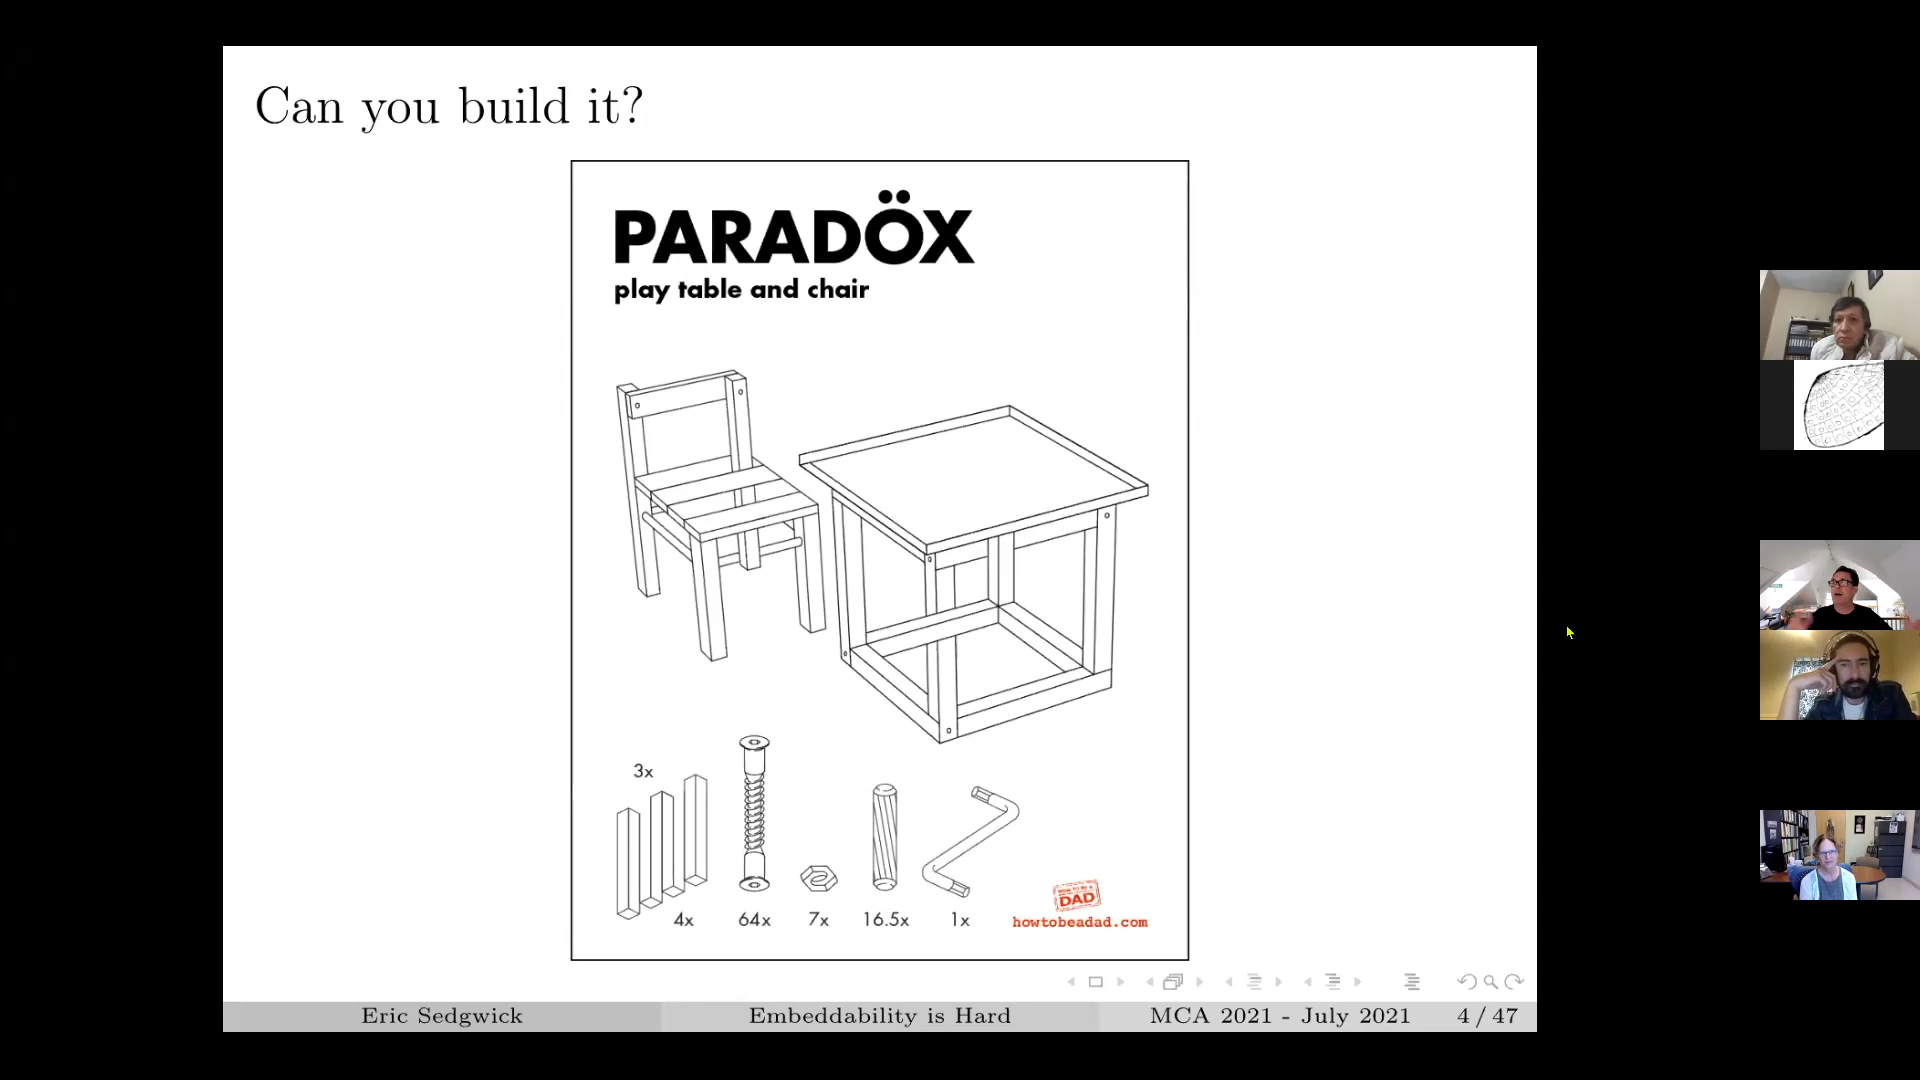 Can you build it?
PARADÖX
play table and chair
3x
4x
64x
7x
16.5x
1x
DAD
howtobeadad.com
Eric Sedgwick
Embeddability is Hard
MCA 2021 - July 2021
4 / 47